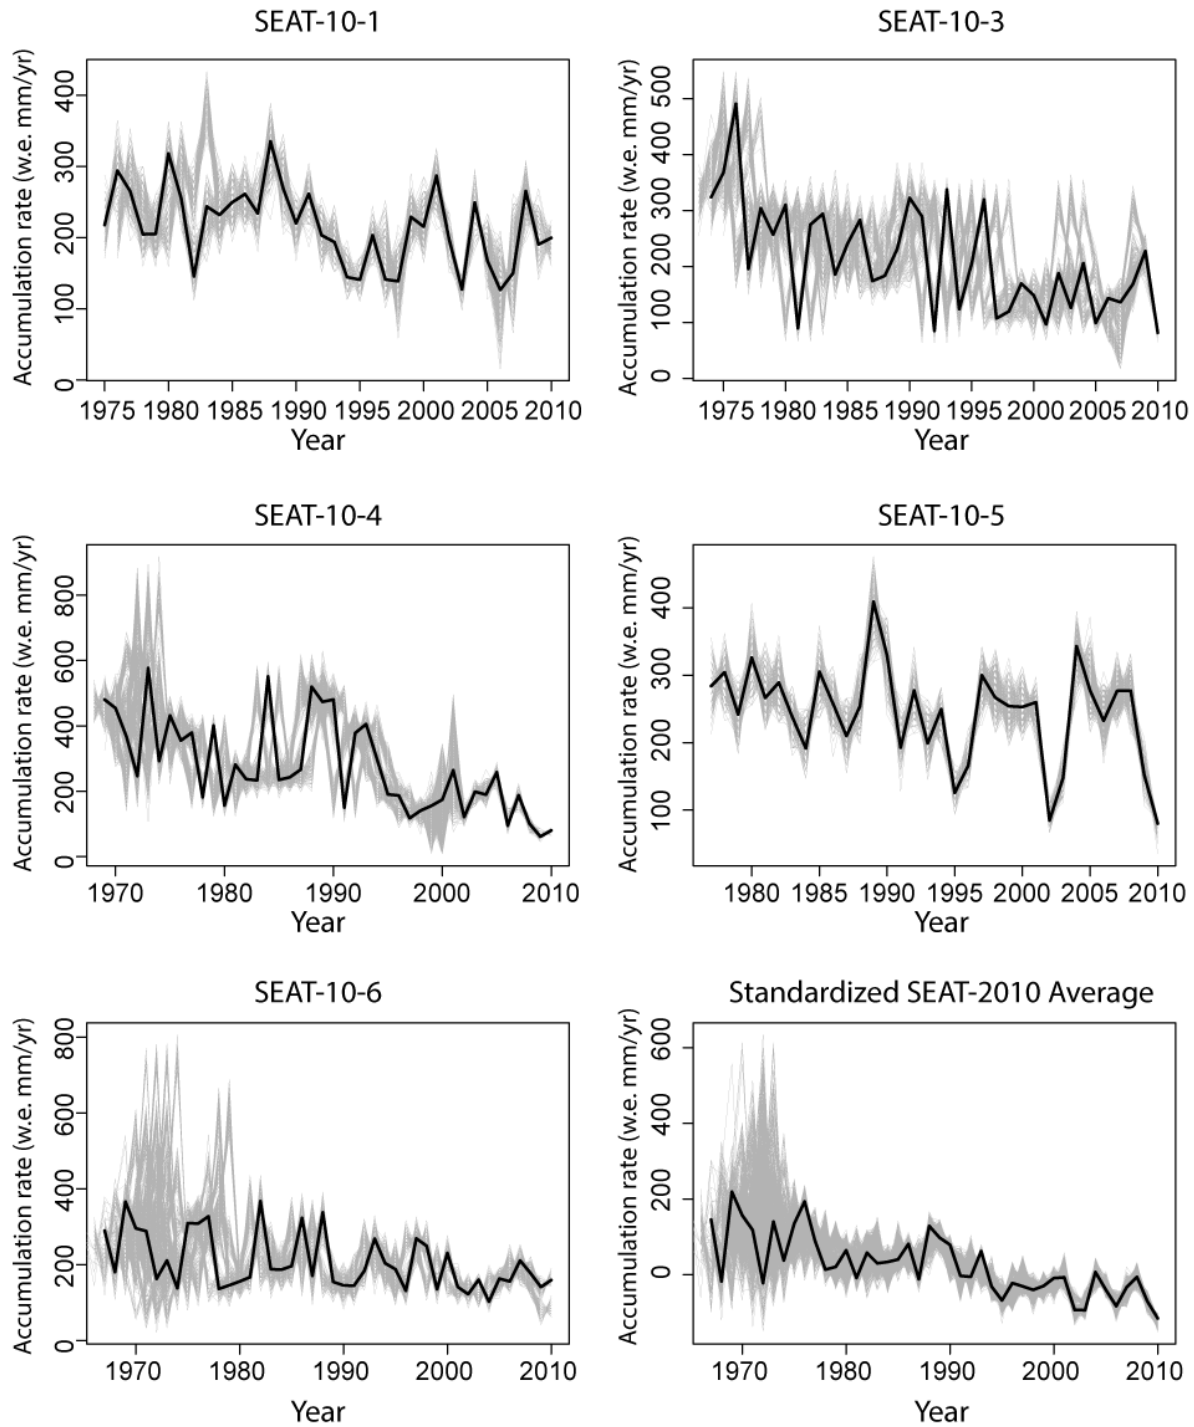 SEAT-10-1
Accumulation rate (w.e. mm/yr)
0 100 200 300 400
1975 1980 1985 1990 1995 2000 2005 2010
Year
SEAT-10-3
Accumulation rate (w.e. mm/yr)
0 100 200 300 400 500
1975 1980 1985 1990 1995 2000 2005 2010
Year
SEAT-10-4
Accumulation rate (w.e. mm/yr)
0 200 400 600 800
1970 1980 1990 2000 2010
Year
SEAT-10-5
Accumulation rate (w.e. mm/yr)
100 200 300 400
1980 1985 1990 1995 2000 2005 2010
Year
SEAT-10-6
Accumulation rate (w.e. mm/yr)
0 200 400 600 800
1970 1980 1990 2000 2010
Year
Standardized SEAT-2010 Average
Accumulation rate (w.e. mm/yr)
0 200 400 600
1970 1980 1990 2000 2010
Year